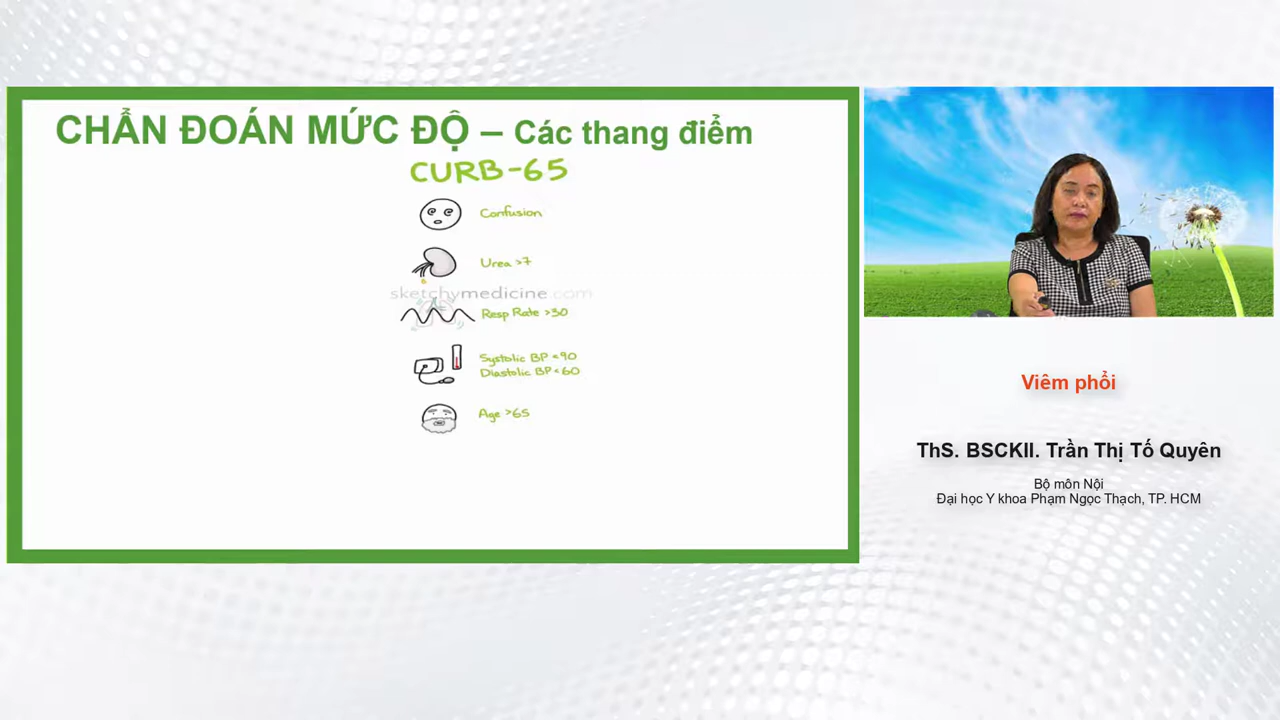 CHẨN ĐOÁN MỨC ĐỘ – Các thang điểm
CURB-65
Confusion
Urea >7
sketchymedicine.com
Resp Rate >30
Systolic BP <90
Diastolic BP < 60
Age >65
Viêm phổi
ThS. BSCKII. Trần Thị Tố Quyên
Bộ môn Nội
Đại học Y khoa Phạm Ngọc Thạch, TP. HCM